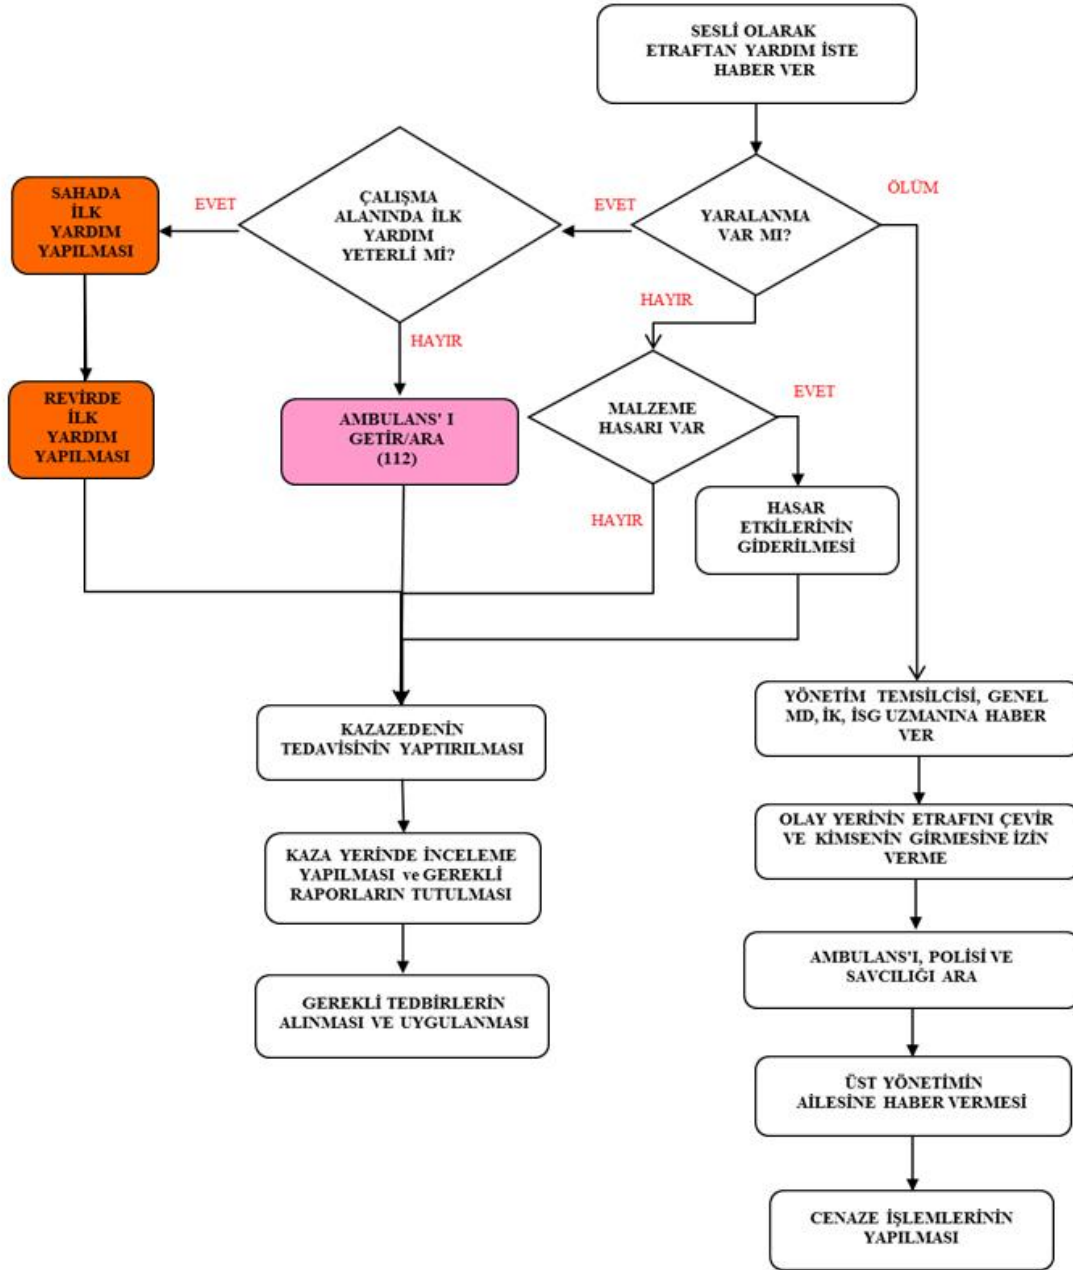 SESLİ OLARAK
ETRAFTAN YARDIM İSTE
HABER VER
YARALANMA
VAR MI?
ÖLÜM
EVET
ÇALIŞMA
ALANINDA İLK
YARDIM
YETERLİ Mİ?
EVET
SAHADA
İLK
YARDIM
YAPILMASI
HAYIR
HAYIR
REVİRDE
İLK
YARDIM
YAPILMASI
AMBULANS' I
GETİR/ARA
(112)
MALZEME
HASARI VAR
EVET
HAYIR
HASAR
ETKİLERİNİN
GİDERİLMESİ
KAZAZEDENİN
TEDAVİSİNİN YAPTIRILMASI
KAZA YERİNDE İNCELEME
YAPILMASI ve GEREKLİ
RAPORLARIN TUTULMASI
GEREKLİ TEDBİRLERİN
ALINMASI VE UYGULANMASI
YÖNETİM TEMSİLCİSİ, GENEL
MD, İK, İSG UZMANINA HABER
VER
OLAY YERİNİN ETRAFINI ÇEVİR
VE KİMSENİN GİRMESİNE İZİN
VERME
AMBULANS'I, POLİSİ VE
SAVCILIĞI ARA
ÜST YÖNETİMİN
AİLESİNE HABER VERMESİ
CENAZE İŞLEMLERİNİN
YAPILMASI